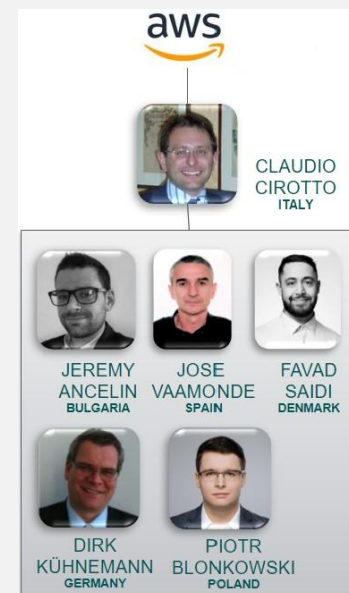 aws
CLAUDIO
CIROTTO
ITALY
JEREMY
ANCELIN
BULGARIA
JOSE
VAAMONDE
SPAIN
FAVAD
SAIDI
DENMARK
DIRK
KÜHNEMANN
GERMANY
PIOTR
BLONKOWSKI
POLAND